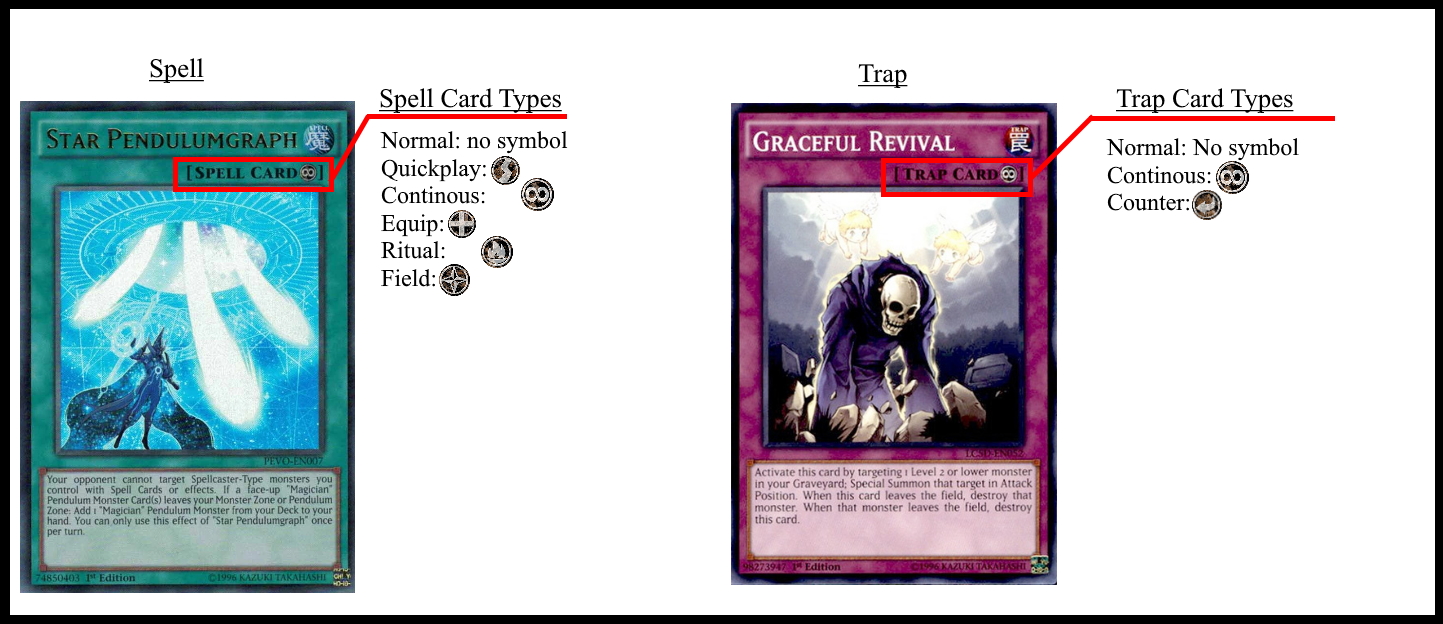 Spell
STAR PENDULUMGRAPH
SPELL
魔
[SPELL CARD ]
PEVO-EN007
Your opponent cannot target Spellcaster-Type monsters you
control with Spell Cards or effects. If a face-up "Magician"
Pendulum Monster Card(s) leaves your Monster Zone or Pendulum
Zone: Add 1 "Magician" Pendulum Monster from your Deck to your
hand. You can only use this effect of "Star Pendulumgraph" once
per turn.
74850403 1st Edition ©1996 KAZUKI TAKAHASHI
Spell Card Types
Normal: no symbol
Quickplay:
Continous:
Equip:
Ritual:
Field:
Trap
GRACEFUL REVIVAL
TRAP
罠
[TRAP CARD ]
LCSD-EN052
Activate this card by targeting 1 Level 2 or lower monster
in your Graveyard; Special Summon that target in Attack
Position. When this card leaves the field, destroy that
monster. When that monster leaves the field, destroy
this card.
98273947 1st Edition ©1996 KAZUKI TAKAHASHI
Trap Card Types
Normal: No symbol
Continous:
Counter: